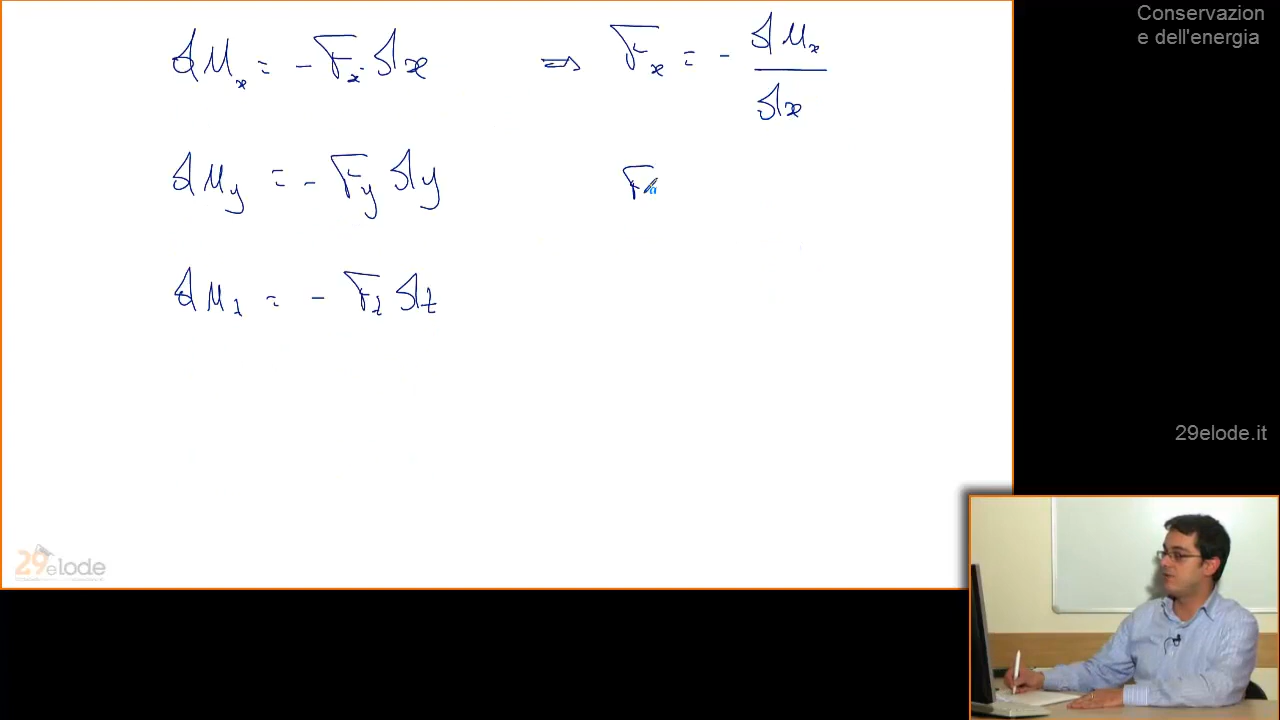 Conservazion
e dell'energia
dU_x = - F_x · dx ⇒ F_x = - dU_x / dx
dU_y = - F_y dy F
dU_z = - F_z dz
29elode.it
29elode